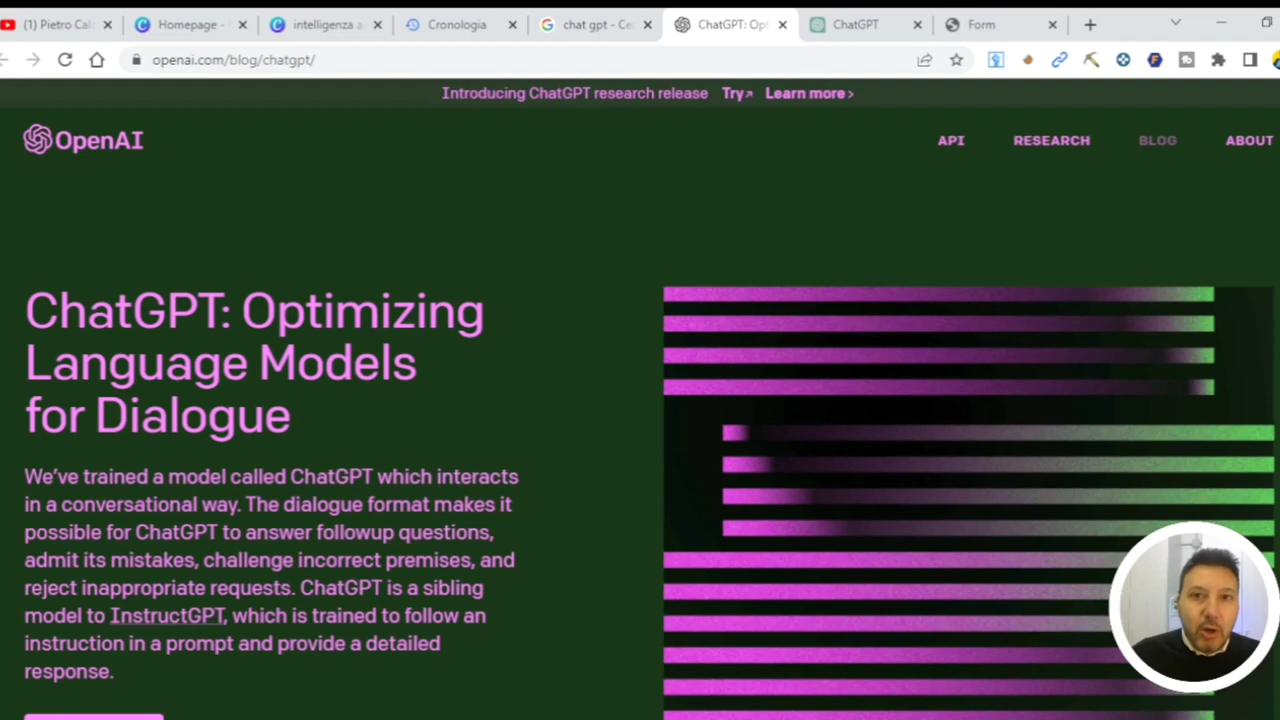 (1) Pietro Cal
Homepage -
intelligenza a
Cronologia
chat gpt - Ce
ChatGPT: Op
ChatGPT
Form
openai.com/blog/chatgpt/
Introducing ChatGPT research release Try↗ Learn more >
OpenAI
API RESEARCH BLOG ABOUT
ChatGPT: Optimizing
Language Models
for Dialogue
We’ve trained a model called ChatGPT which interacts
in a conversational way. The dialogue format makes it
possible for ChatGPT to answer followup questions,
admit its mistakes, challenge incorrect premises, and
reject inappropriate requests. ChatGPT is a sibling
model to InstructGPT, which is trained to follow an
instruction in a prompt and provide a detailed
response.